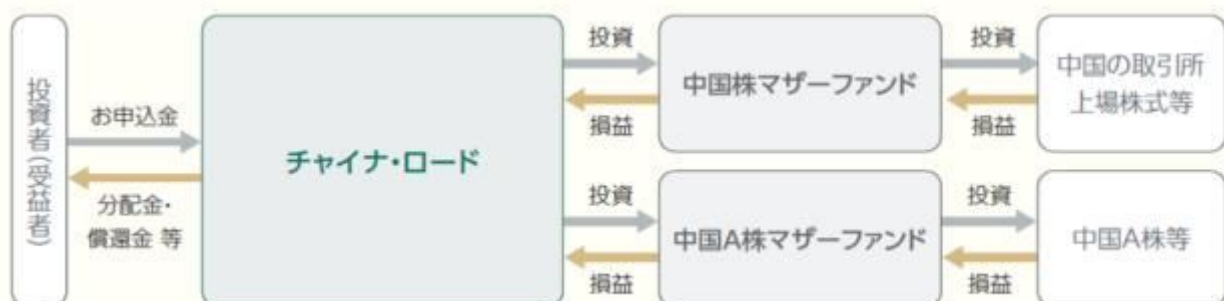 投資者(受益者)
お申込金
分配金・
償還金 等
チャイナ・ロード
投資
損益
中国株マザーファンド
投資
損益
中国の取引所
上場株式等
投資
損益
中国A株マザーファンド
投資
損益
中国A株等